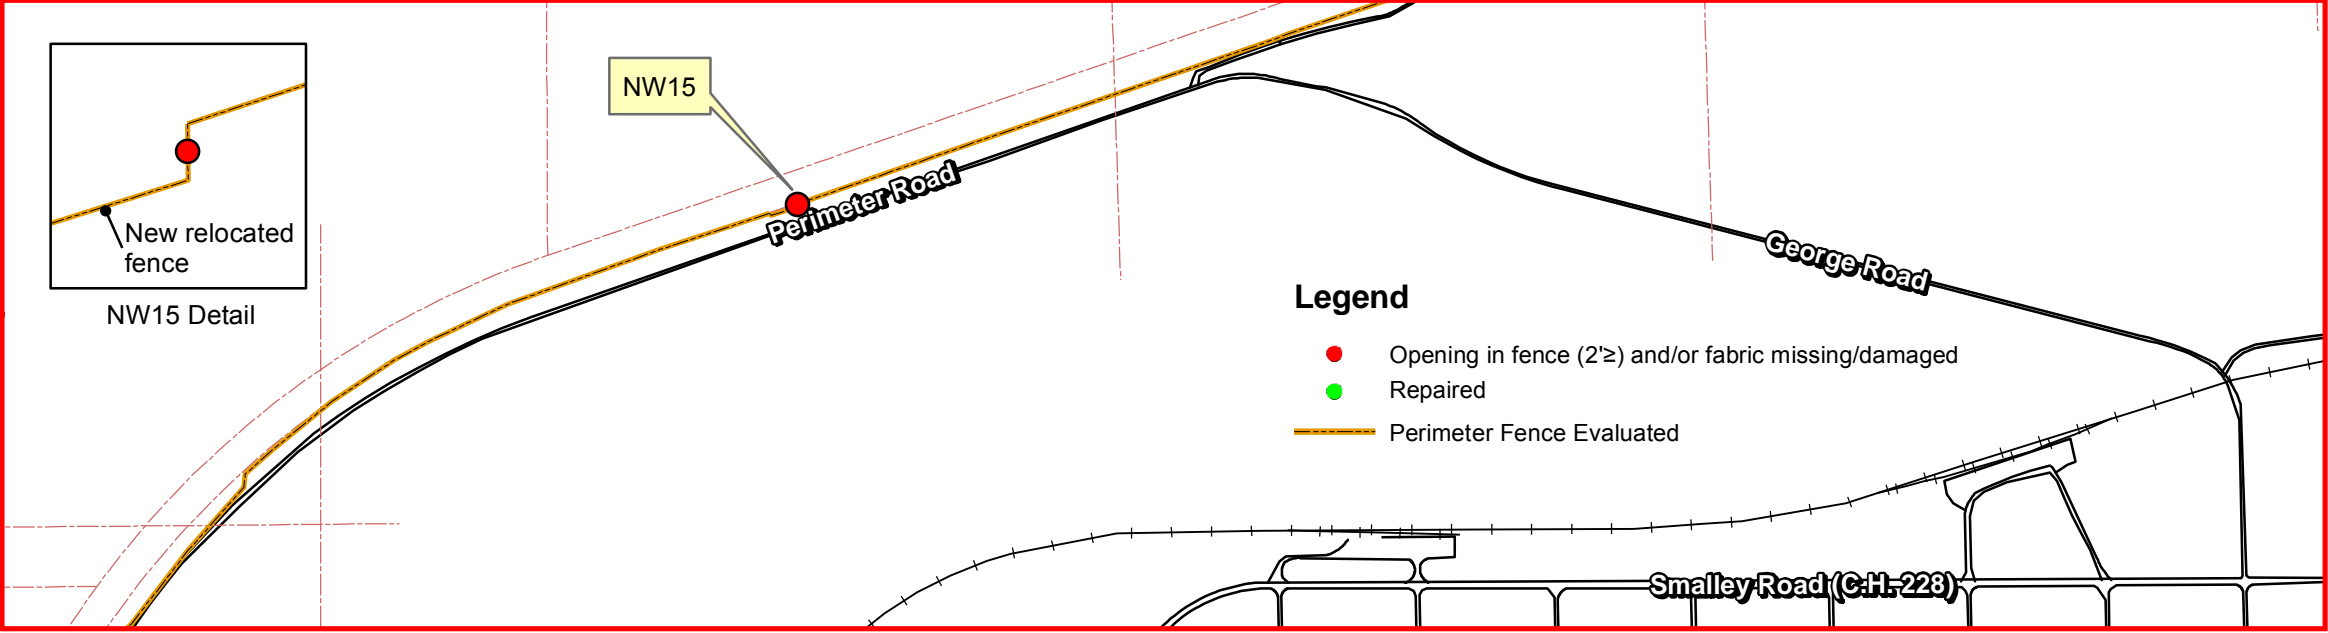 NW15
New relocated
fence
NW15 Detail
Perimeter Road
George Road
Legend
Opening in fence (2'≥) and/or fabric missing/damaged
Repaired
Perimeter Fence Evaluated
Smalley Road (C.H. 228)